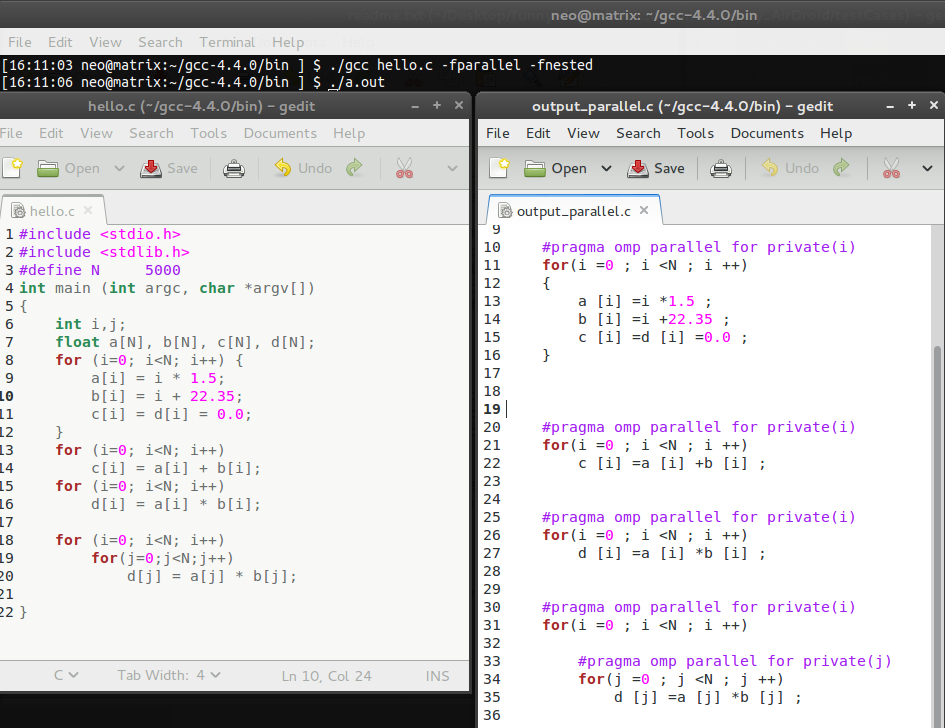 neo@matrix: ~/gcc-4.4.0/bin
File Edit View Search Terminal Help
[16:11:03 neo@matrix:~/gcc-4.4.0/bin ] $ ./gcc hello.c -fparallel -fnested
[16:11:06 neo@matrix:~/gcc-4.4.0/bin ] $ ./a.out
hello.c (~/gcc-4.4.0/bin) - gedit
File Edit View Search Tools Documents Help
Open Save Undo
hello.c
1 #include <stdio.h>
2 #include <stdlib.h>
3 #define N     5000
4 int main (int argc, char *argv[])
5 {
6     int i,j;
7     float a[N], b[N], c[N], d[N];
8     for (i=0; i<N; i++) {
9         a[i] = i * 1.5;
10         b[i] = i + 22.35;
11         c[i] = d[i] = 0.0;
12     }
13     for (i=0; i<N; i++)
14         c[i] = a[i] + b[i];
15     for (i=0; i<N; i++)
16         d[i] = a[i] * b[i];
17
18     for (i=0; i<N; i++)
19         for(j=0;j<N;j++)
20             d[j] = a[j] * b[j];
21
22 }
C Tab Width: 4 Ln 10, Col 24 INS
output_parallel.c (~/gcc-4.4.0/bin) - gedit
File Edit View Search Tools Documents Help
Open Save Undo
output_parallel.c
9
10     #pragma omp parallel for private(i)
11     for(i =0 ; i <N ; i ++)
12     {
13         a [i] =i *1.5 ;
14         b [i] =i +22.35 ;
15         c [i] =d [i] =0.0 ;
16     }
17
18
19
20     #pragma omp parallel for private(i)
21     for(i =0 ; i <N ; i ++)
22         c [i] =a [i] +b [i] ;
23
24
25     #pragma omp parallel for private(i)
26     for(i =0 ; i <N ; i ++)
27         d [i] =a [i] *b [i] ;
28
29
30     #pragma omp parallel for private(i)
31     for(i =0 ; i <N ; i ++)
32
33         #pragma omp parallel for private(j)
34         for(j =0 ; j <N ; j ++)
35             d [j] =a [j] *b [j] ;
36